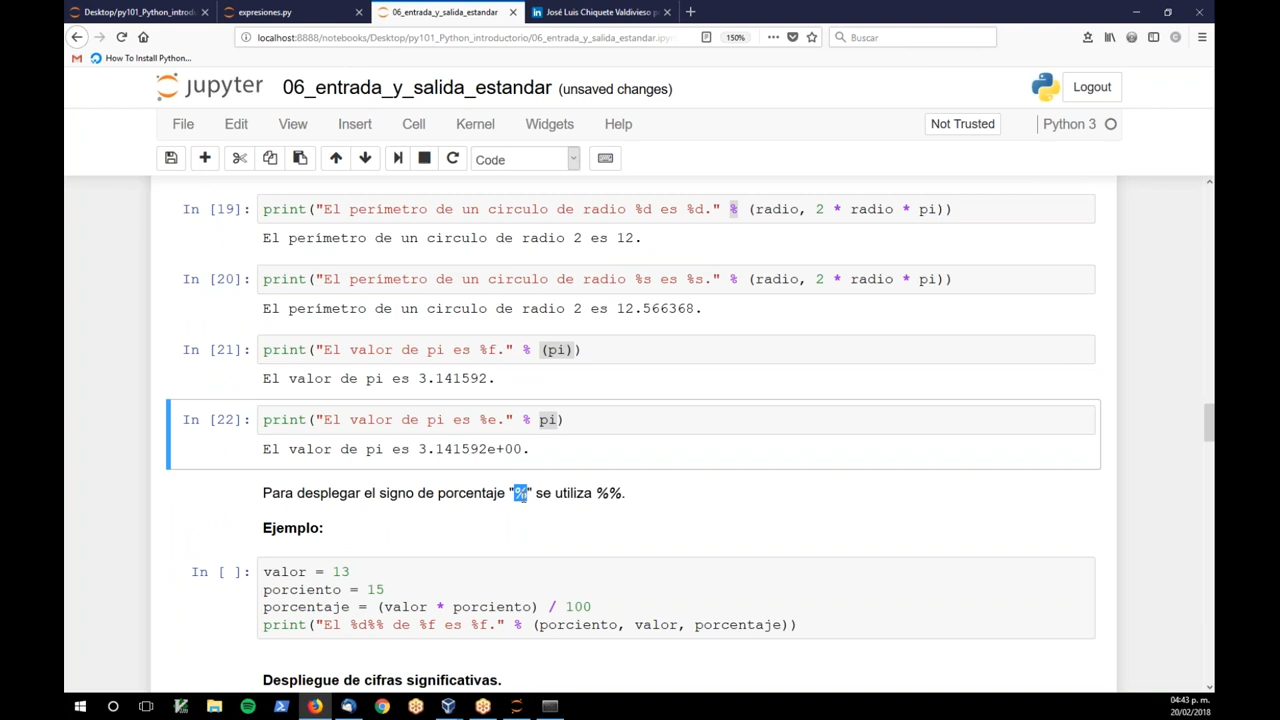 Desktop/py101_Python_introdu
expresiones.py
06_entrada_y_salida_estandar
José Luis Chiquete Valdivieso p
localhost:8888/notebooks/Desktop/py101_Python_introductorio/06_entrada_y_salida_estandar.ipynb
150%
Buscar
How To Install Python...
jupyter
06_entrada_y_salida_estandar (unsaved changes)
Logout
File Edit View Insert Cell Kernel Widgets Help
Not Trusted
Python 3
Code
In [19]: print("El perímetro de un circulo de radio %d es %d." % (radio, 2 * radio * pi))
El perímetro de un circulo de radio 2 es 12.
In [20]: print("El perímetro de un circulo de radio %s es %s." % (radio, 2 * radio * pi))
El perímetro de un circulo de radio 2 es 12.566368.
In [21]: print("El valor de pi es %f." % (pi))
El valor de pi es 3.141592.
In [22]: print("El valor de pi es %e." % pi)
El valor de pi es 3.141592e+00.
Para desplegar el signo de porcentaje "%" se utiliza %%.
Ejemplo:
In [ ]: valor = 13
porciento = 15
porcentaje = (valor * porciento) / 100
print("El %d%% de %f es %f." % (porciento, valor, porcentaje))
Despliegue de cifras significativas.
04:43 p. m.
20/02/2018